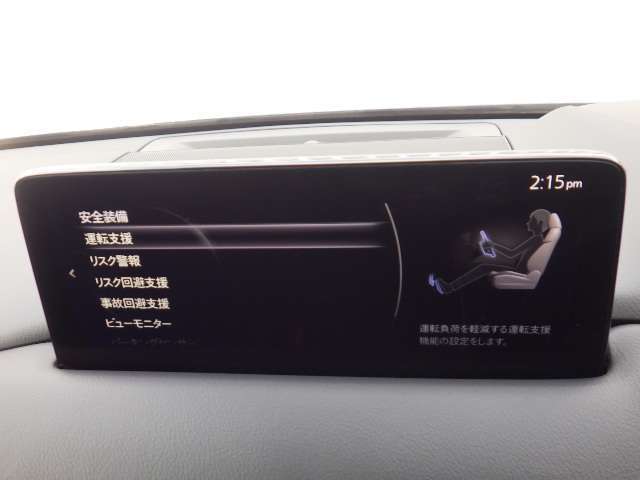 2:15pm
安全装備
運転支援
リスク警報
リスク回避支援
事故回避支援
ビューモニター
運転負荷を軽減する運転支援
機能の設定をします。